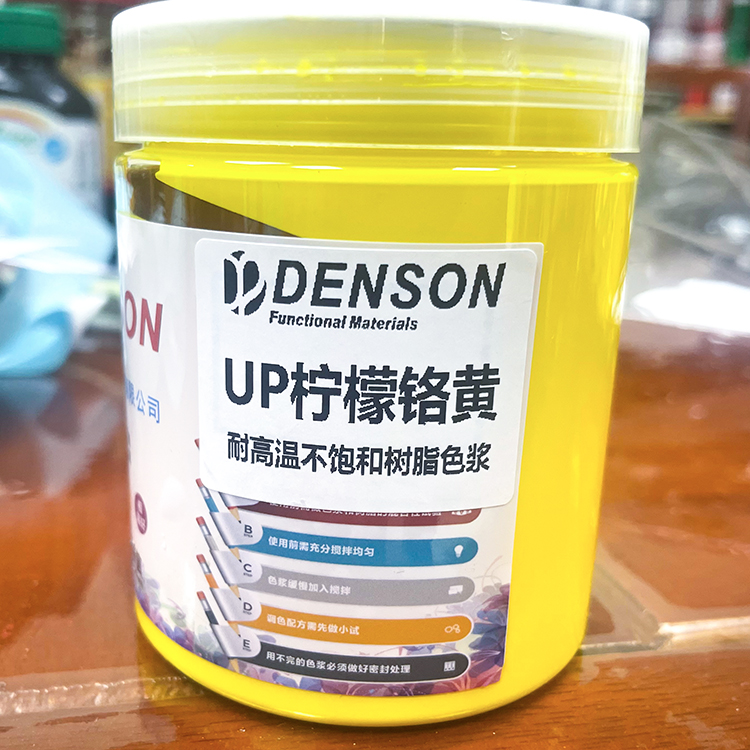 DENSON
Functional Materials
UP柠檬铬黄
耐高温不饱和树脂色浆
ON
公司
B
使用前需充分搅拌均匀
C
色浆缓慢加入搅拌
D
调色配方需先做小试
E
用不完的色浆必须做好密封处理